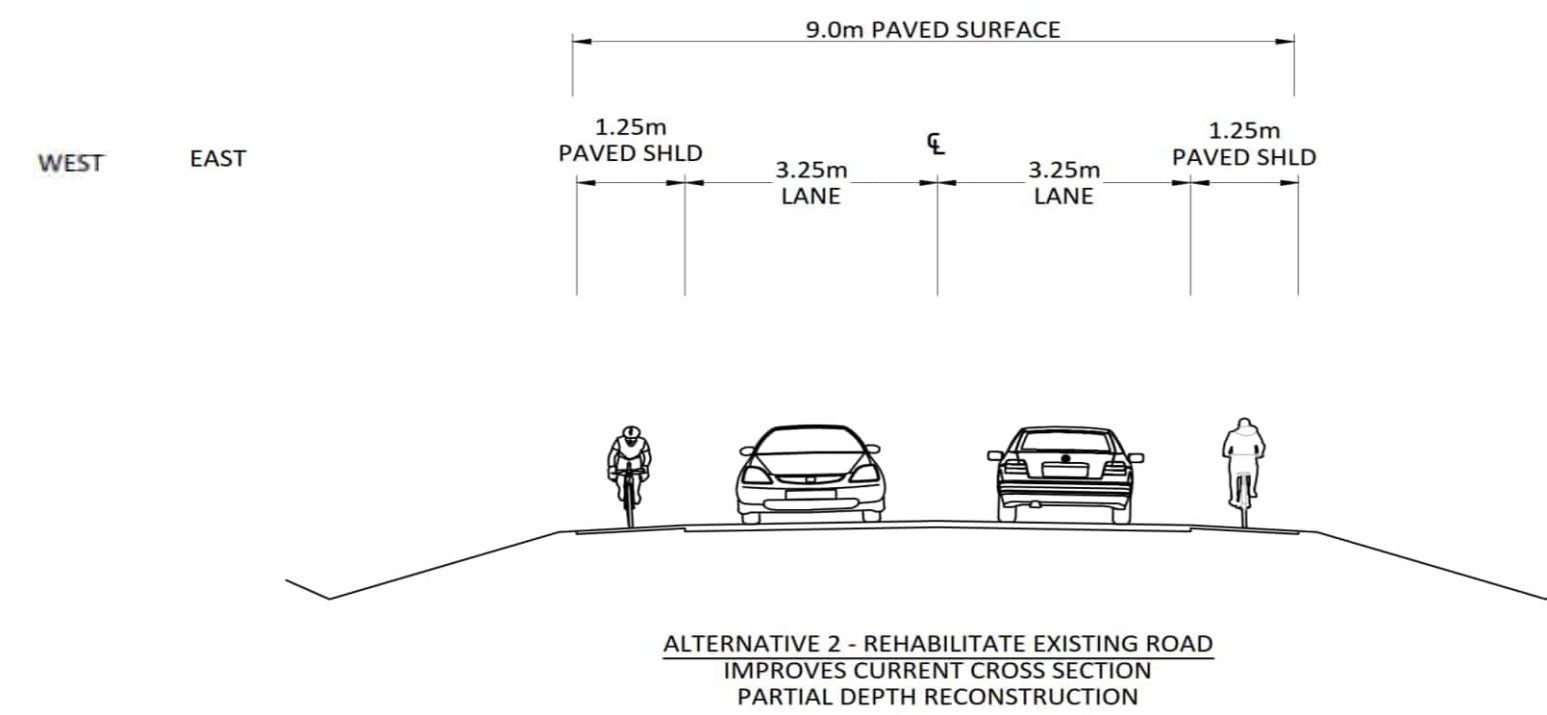 9.0m PAVED SURFACE
WEST
EAST
1.25m
PAVED SHLD
3.25m
LANE
℄
3.25m
LANE
1.25m
PAVED SHLD
ALTERNATIVE 2 - REHABILITATE EXISTING ROAD
IMPROVES CURRENT CROSS SECTION
PARTIAL DEPTH RECONSTRUCTION